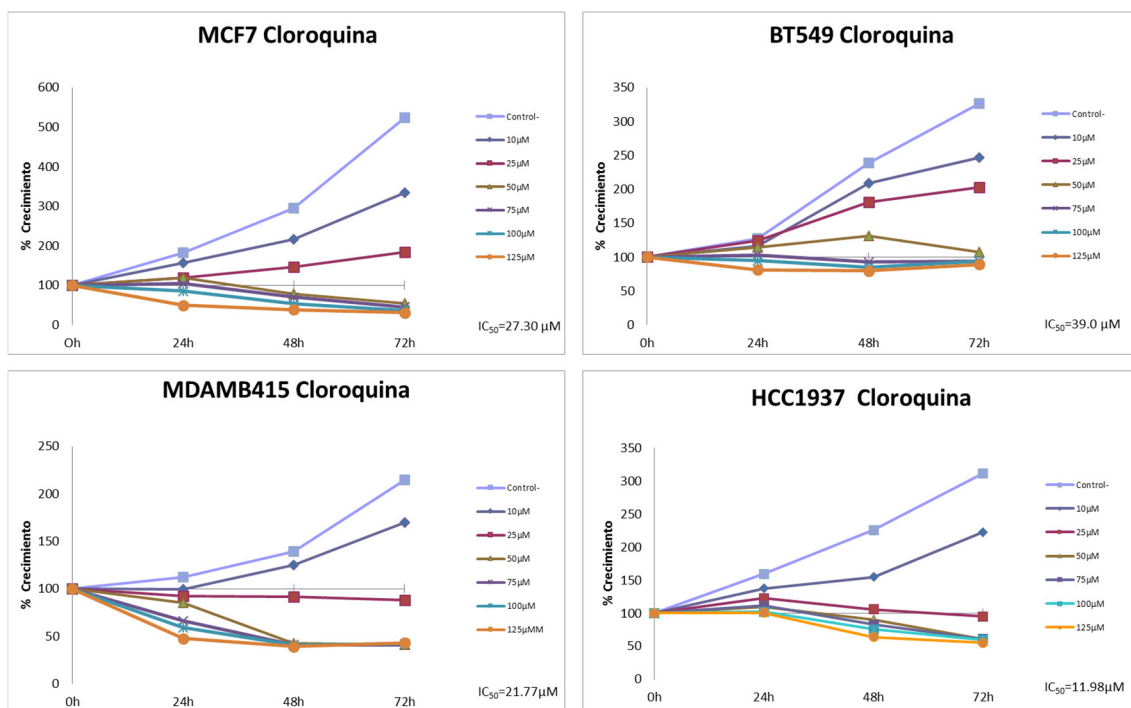 MCF7 Cloroquina
% Crecimiento
600
500
400
300
200
100
0
Oh
24h
48h
72h
Control-
10µM
25µM
50µM
75µM
100µM
125µM
IC₅₀=27.30 µM
BT549 Cloroquina
% Crecimiento
350
300
250
200
150
100
50
0
0h
24h
48h
72h
Control-
10µM
25µM
50µM
75µM
100µM
125µM
IC₅₀=39.0 µM
MDAMB415 Cloroquina
% Crecimiento
250
200
150
100
50
0
0h
24h
48h
72h
Control-
10µM
25µM
50µM
75µM
100µM
125µMM
IC₅₀=21.77µM
HCC1937 Cloroquina
% Crecimiento
350
300
250
200
150
100
50
0
0h
24h
48h
72h
Control-
10µM
25µM
50µM
75µM
100µM
125µM
IC₅₀=11.98µM